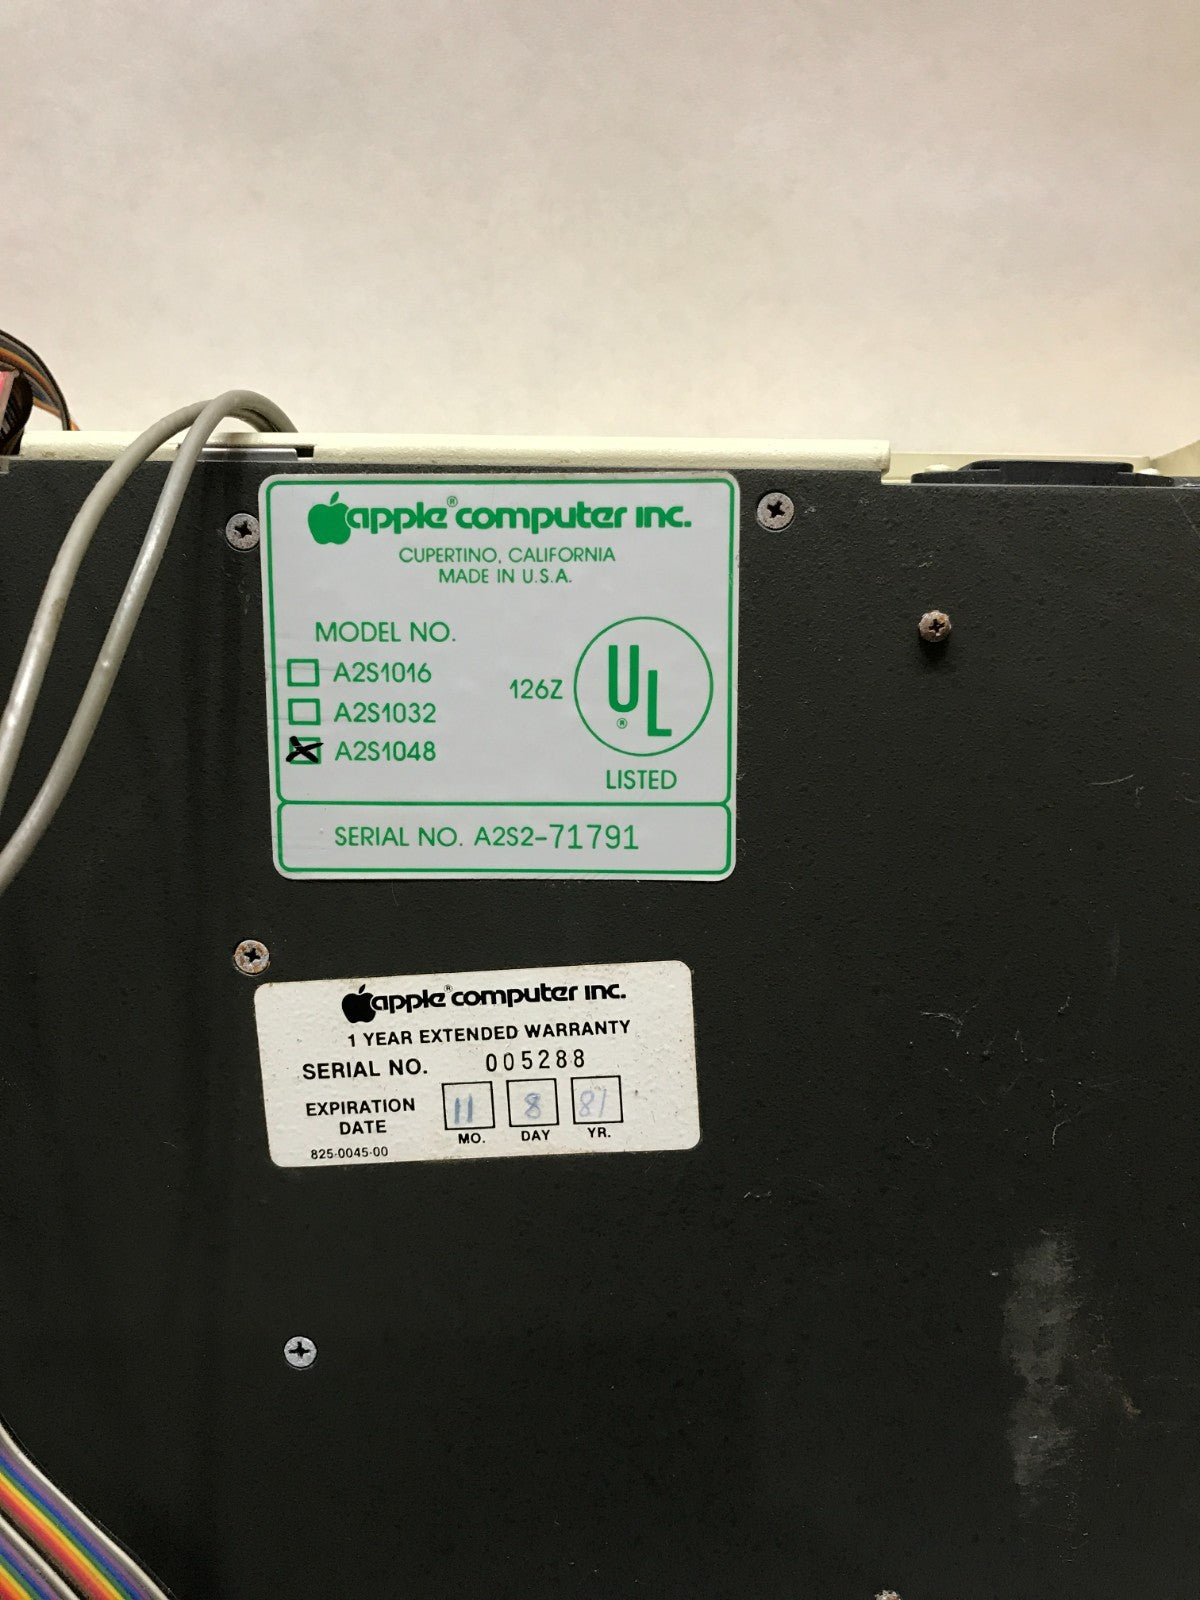 apple® computer inc.
CUPERTINO, CALIFORNIA
MADE IN U.S.A.
MODEL NO.
A2S1016
A2S1032
A2S1048
126Z
UL®
LISTED
SERIAL NO. A2S2-71791
apple® computer inc.
1 YEAR EXTENDED WARRANTY
SERIAL NO. 005288
EXPIRATION DATE 11 8 81
MO. DAY YR.
825-0045-00